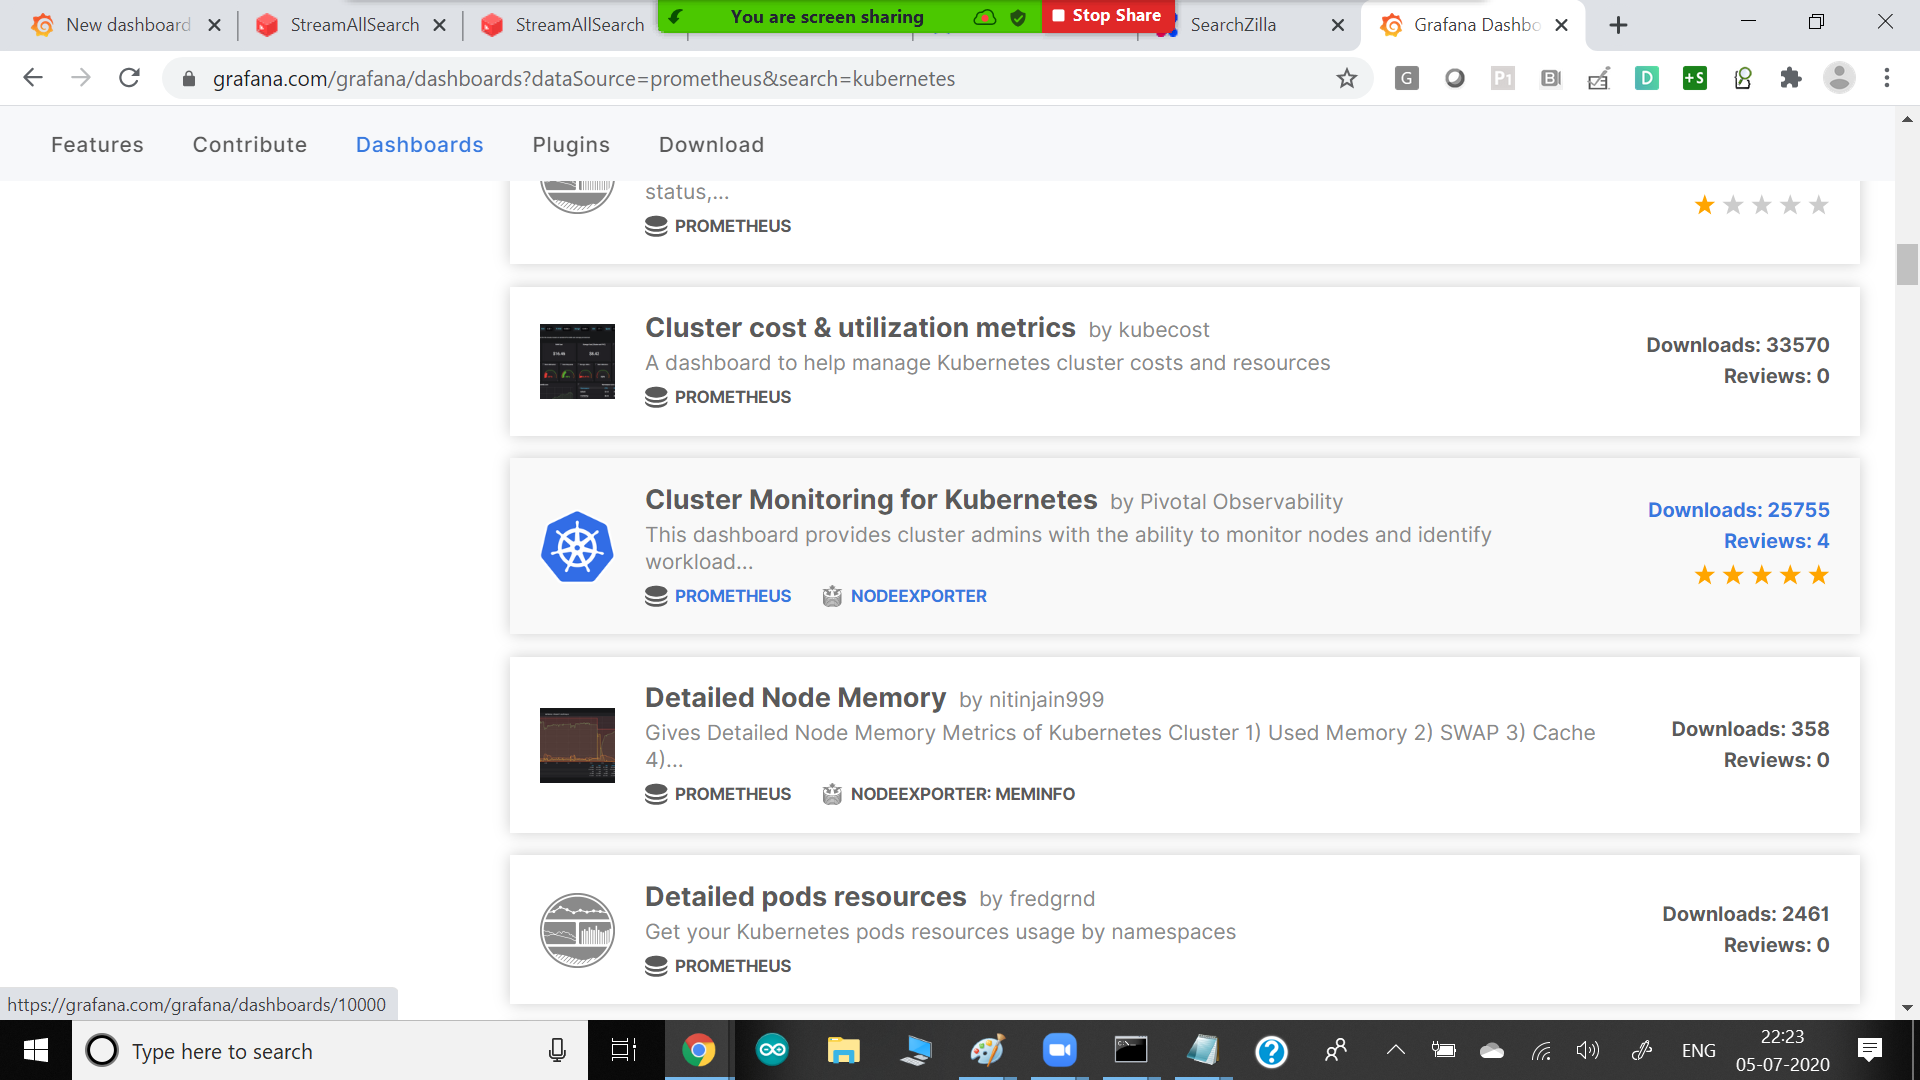 New dashboard
StreamAllSearch
StreamAllSearch
You are screen sharing
Stop Share
SearchZilla
Grafana Dashbo
grafana.com/grafana/dashboards?dataSource=prometheus&search=kubernetes
Features
Contribute
Dashboards
Plugins
Download
status,...
PROMETHEUS
Cluster cost & utilization metrics by kubecost
A dashboard to help manage Kubernetes cluster costs and resources
PROMETHEUS
Downloads: 33570
Reviews: 0
Cluster Monitoring for Kubernetes by Pivotal Observability
This dashboard provides cluster admins with the ability to monitor nodes and identify
workload...
PROMETHEUS NODEEXPORTER
Downloads: 25755
Reviews: 4
Detailed Node Memory by nitinjain999
Gives Detailed Node Memory Metrics of Kubernetes Cluster 1) Used Memory 2) SWAP 3) Cache
4)...
PROMETHEUS NODEEXPORTER: MEMINFO
Downloads: 358
Reviews: 0
Detailed pods resources by fredgrnd
Get your Kubernetes pods resources usage by namespaces
PROMETHEUS
Downloads: 2461
Reviews: 0
https://grafana.com/grafana/dashboards/10000
Type here to search
ENG
22:23
05-07-2020